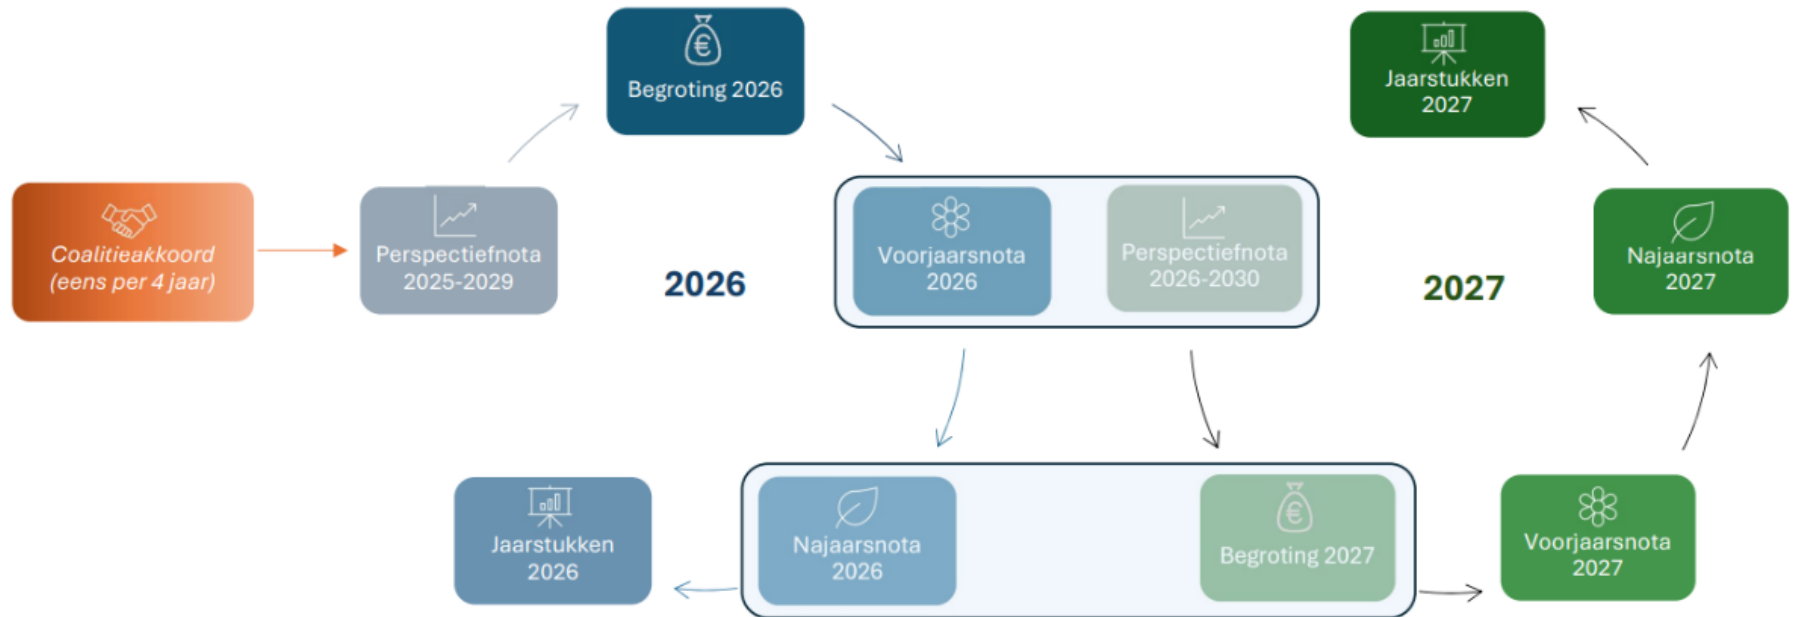 Coalitieakkoord
(eens per 4 jaar)
Perspectiefnota
2025-2029
€
Begroting 2026
2026
Voorjaarsnota
2026
Perspectiefnota
2026-2030
Najaarsnota
2026
Jaarstukken
2026
€
Begroting 2027
2027
Voorjaarsnota
2027
Najaarsnota
2027
Jaarstukken
2027